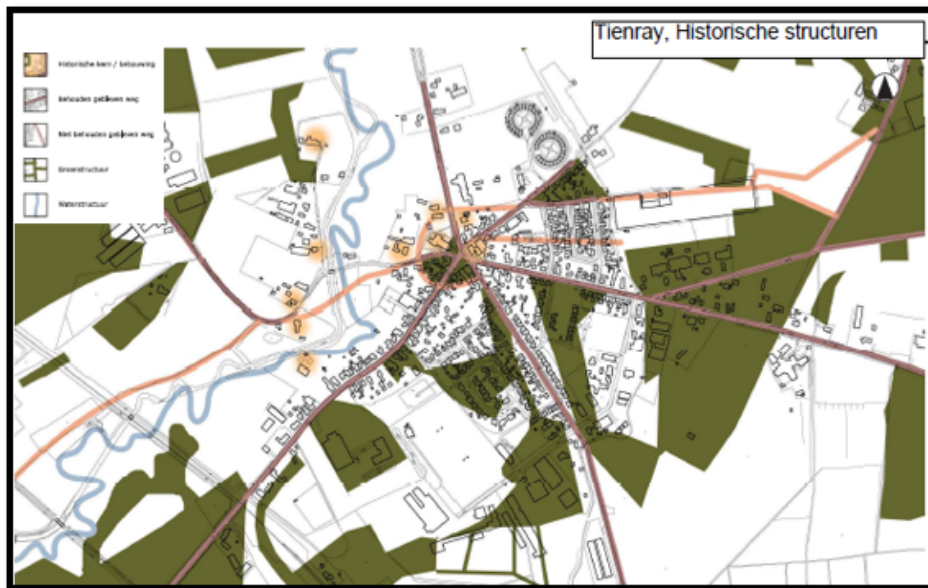 Tienray, Historische structuren
Historische kern / bebouwing
Behouden gebleven weg
Niet behouden gebleven weg
Groenstructuur
Waterstructuur